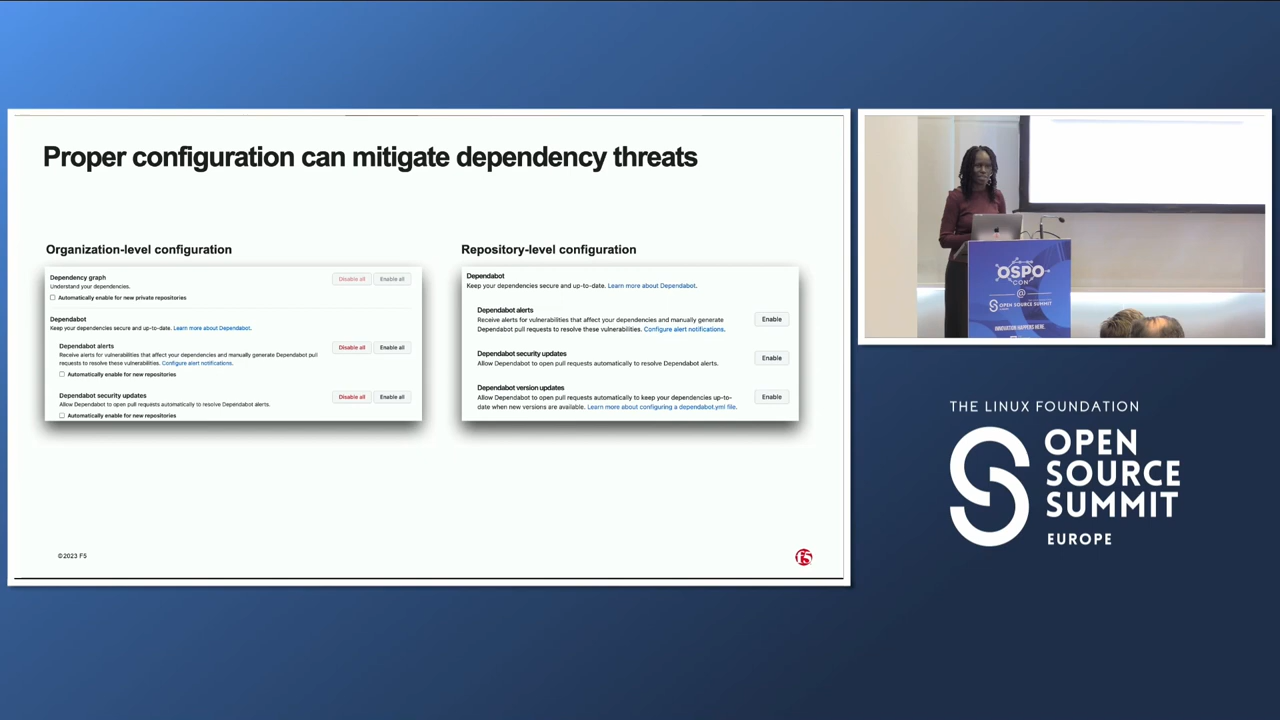 Proper configuration can mitigate dependency threats
Organization-level configuration
Dependency graph
Understand your dependencies.
Disable all
Enable all
Automatically enable for new private repositories
Dependabot
Keep your dependencies secure and up-to-date. Learn more about Dependabot.
Dependabot alerts
Receive alerts for vulnerabilities that affect your dependencies and manually generate Dependabot pull
requests to resolve these vulnerabilities. Configure alert notifications.
Disable all
Enable all
Automatically enable for new repositories
Dependabot security updates
Allow Dependabot to open pull requests automatically to resolve Dependabot alerts.
Disable all
Enable all
Automatically enable for new repositories
Repository-level configuration
Dependabot
Keep your dependencies secure and up-to-date. Learn more about Dependabot.
Dependabot alerts
Receive alerts for vulnerabilities that affect your dependencies and manually generate
Dependabot pull requests to resolve these vulnerabilities. Configure alert notifications.
Enable
Dependabot security updates
Allow Dependabot to open pull requests automatically to resolve Dependabot alerts.
Enable
Dependabot version updates
Allow Dependabot to open pull requests automatically to keep your dependencies up-to-
date when new versions are available. Learn more about configuring a dependabot.yml file.
Enable
©2023 F5
f5
OSPO
CON
@
OPEN SOURCE SUMMIT
INNOVATION HAPPENS HERE.
THE LINUX FOUNDATION
OPEN
SOURCE
SUMMIT
EUROPE